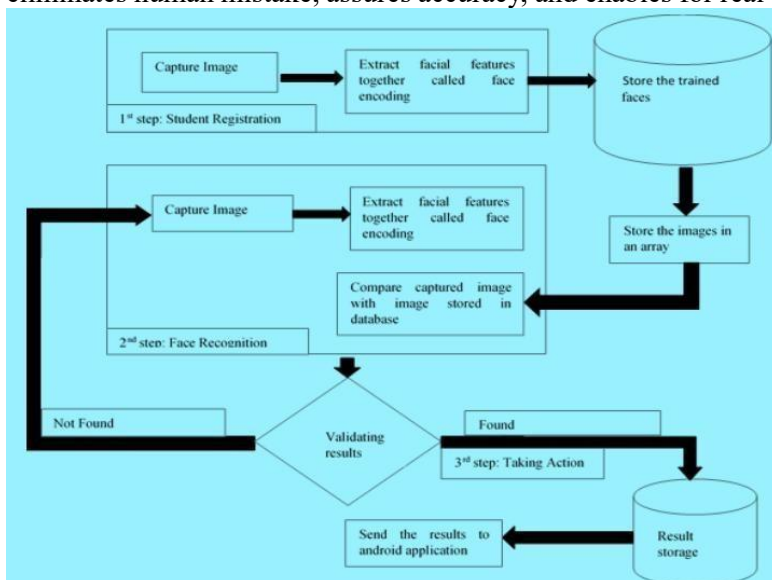 Capture Image
Extract facial features
together called face
encoding
Store the trained
faces
1st step: Student Registration
Capture Image
Extract facial features
together called face
encoding
Store the images in
an array
Compare captured image
with image stored in
database
2nd step: Face Recognition
Not Found
Validating
results
Found
3rd step: Taking Action
Send the results to
android application
Result
storage